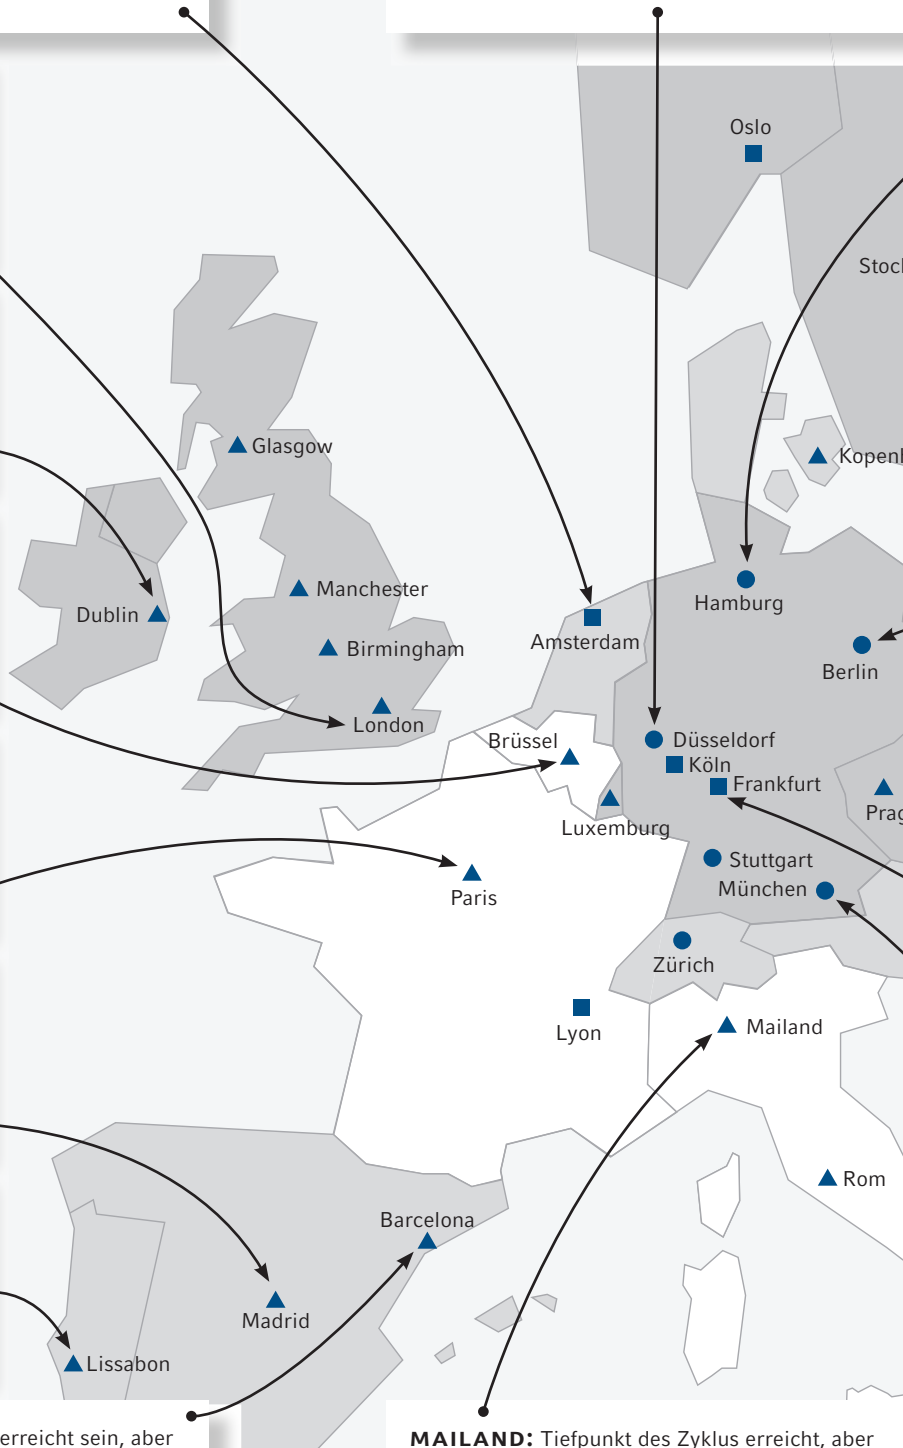 Oslo
Stoc
Glasgow
Kopen
Manchester
Hamburg
Dublin
Amsterdam
Birmingham
Berlin
London
Brüssel
Düsseldorf
Köln
Frankfurt
Prag
Luxemburg
Stuttgart
München
Paris
Zürich
Mailand
Lyon
Rom
Barcelona
Madrid
Lissabon
erreicht sein, aber
MAILAND: Tiefpunkt des Zyklus erreicht, aber